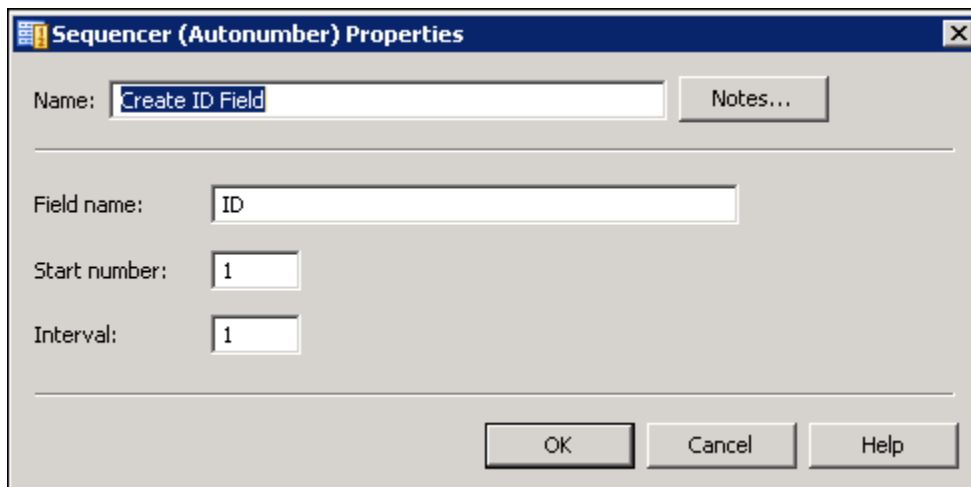 Sequencer (Autonumber) Properties
Name: Create ID Field Notes...
Field name: ID
Start number: 1
Interval: 1
OK Cancel Help